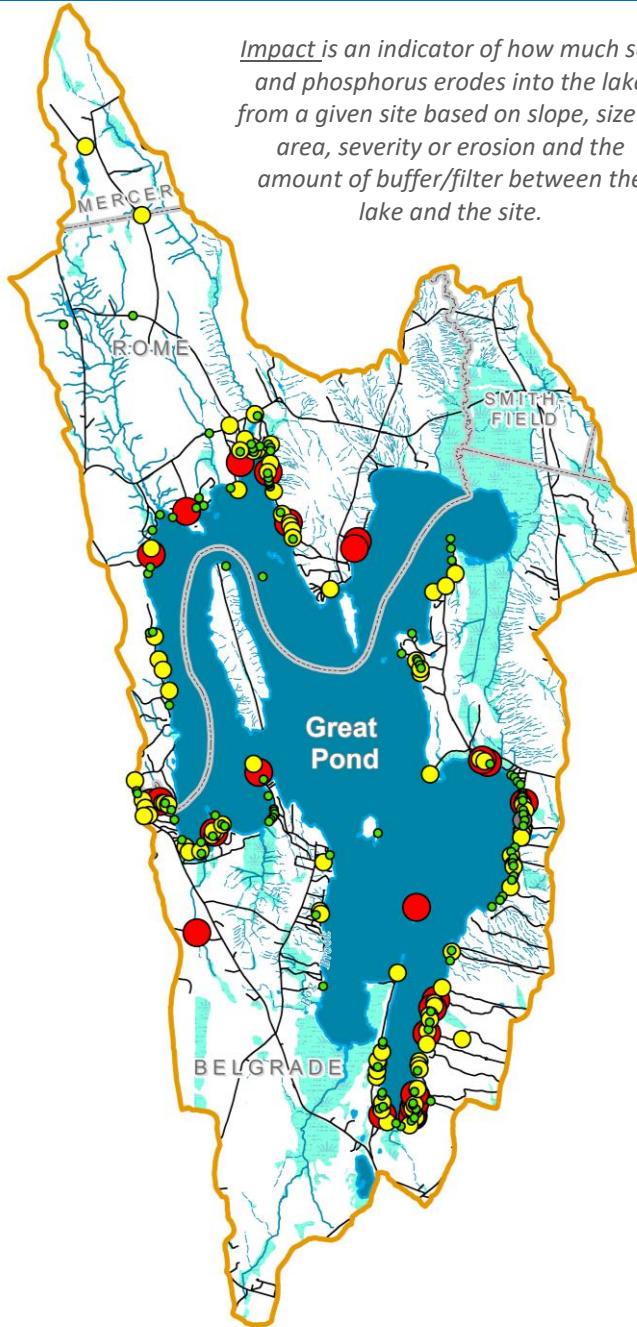 Impact is an indicator of how much s
and phosphorus erodes into the lake
from a given site based on slope, size
area, severity or erosion and the
amount of buffer/filter between the
lake and the site.
MERCER
ROME
SMITH-
FIELD
Great
Pond
BELGRADE